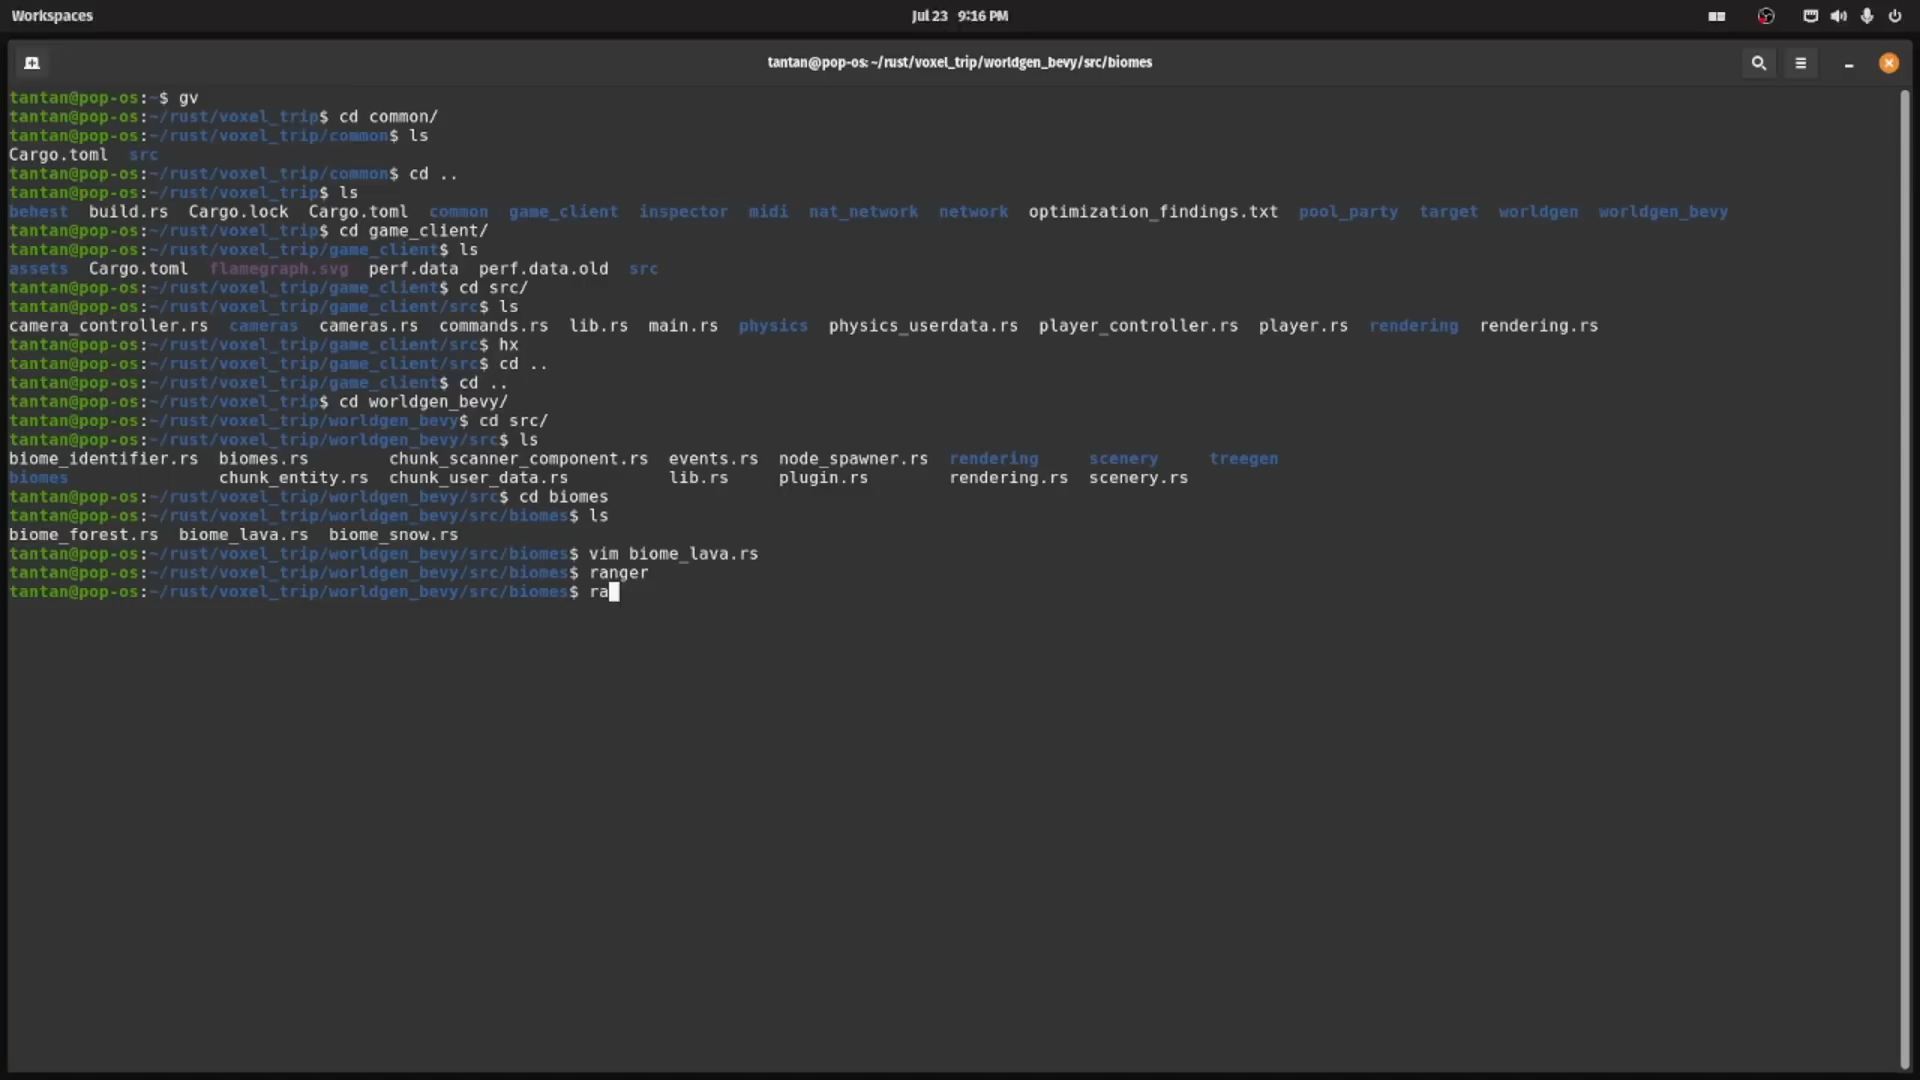 Workspaces
Jul 23 9:16 PM
tantan@pop-os: ~/rust/voxel_trip/worldgen_bevy/src/biomes
tantan@pop-os:~$ gv
tantan@pop-os:~/rust/voxel_trip$ cd common/
tantan@pop-os:~/rust/voxel_trip/common$ ls
Cargo.toml src
tantan@pop-os:~/rust/voxel_trip/common$ cd ..
tantan@pop-os:~/rust/voxel_trip$ ls
behest build.rs Cargo.lock Cargo.toml common game_client inspector midi nat_network network optimization_findings.txt pool_party target worldgen worldgen_bevy
tantan@pop-os:~/rust/voxel_trip$ cd game_client/
tantan@pop-os:~/rust/voxel_trip/game_client$ ls
assets Cargo.toml flamegraph.svg perf.data perf.data.old src
tantan@pop-os:~/rust/voxel_trip/game_client$ cd src/
tantan@pop-os:~/rust/voxel_trip/game_client/src$ ls
camera_controller.rs cameras cameras.rs commands.rs lib.rs main.rs physics physics_userdata.rs player_controller.rs player.rs rendering rendering.rs
tantan@pop-os:~/rust/voxel_trip/game_client/src$ hx
tantan@pop-os:~/rust/voxel_trip/game_client/src$ cd ..
tantan@pop-os:~/rust/voxel_trip/game_client$ cd ..
tantan@pop-os:~/rust/voxel_trip$ cd worldgen_bevy/
tantan@pop-os:~/rust/voxel_trip/worldgen_bevy$ cd src/
tantan@pop-os:~/rust/voxel_trip/worldgen_bevy/src$ ls
biome_identifier.rs biomes.rs chunk_scanner_component.rs events.rs node_spawner.rs rendering scenery treegen
biomes chunk_entity.rs chunk_user_data.rs lib.rs plugin.rs rendering.rs scenery.rs
tantan@pop-os:~/rust/voxel_trip/worldgen_bevy/src$ cd biomes
tantan@pop-os:~/rust/voxel_trip/worldgen_bevy/src/biomes$ ls
biome_forest.rs biome_lava.rs biome_snow.rs
tantan@pop-os:~/rust/voxel_trip/worldgen_bevy/src/biomes$ vim biome_lava.rs
tantan@pop-os:~/rust/voxel_trip/worldgen_bevy/src/biomes$ ranger
tantan@pop-os:~/rust/voxel_trip/worldgen_bevy/src/biomes$ ra